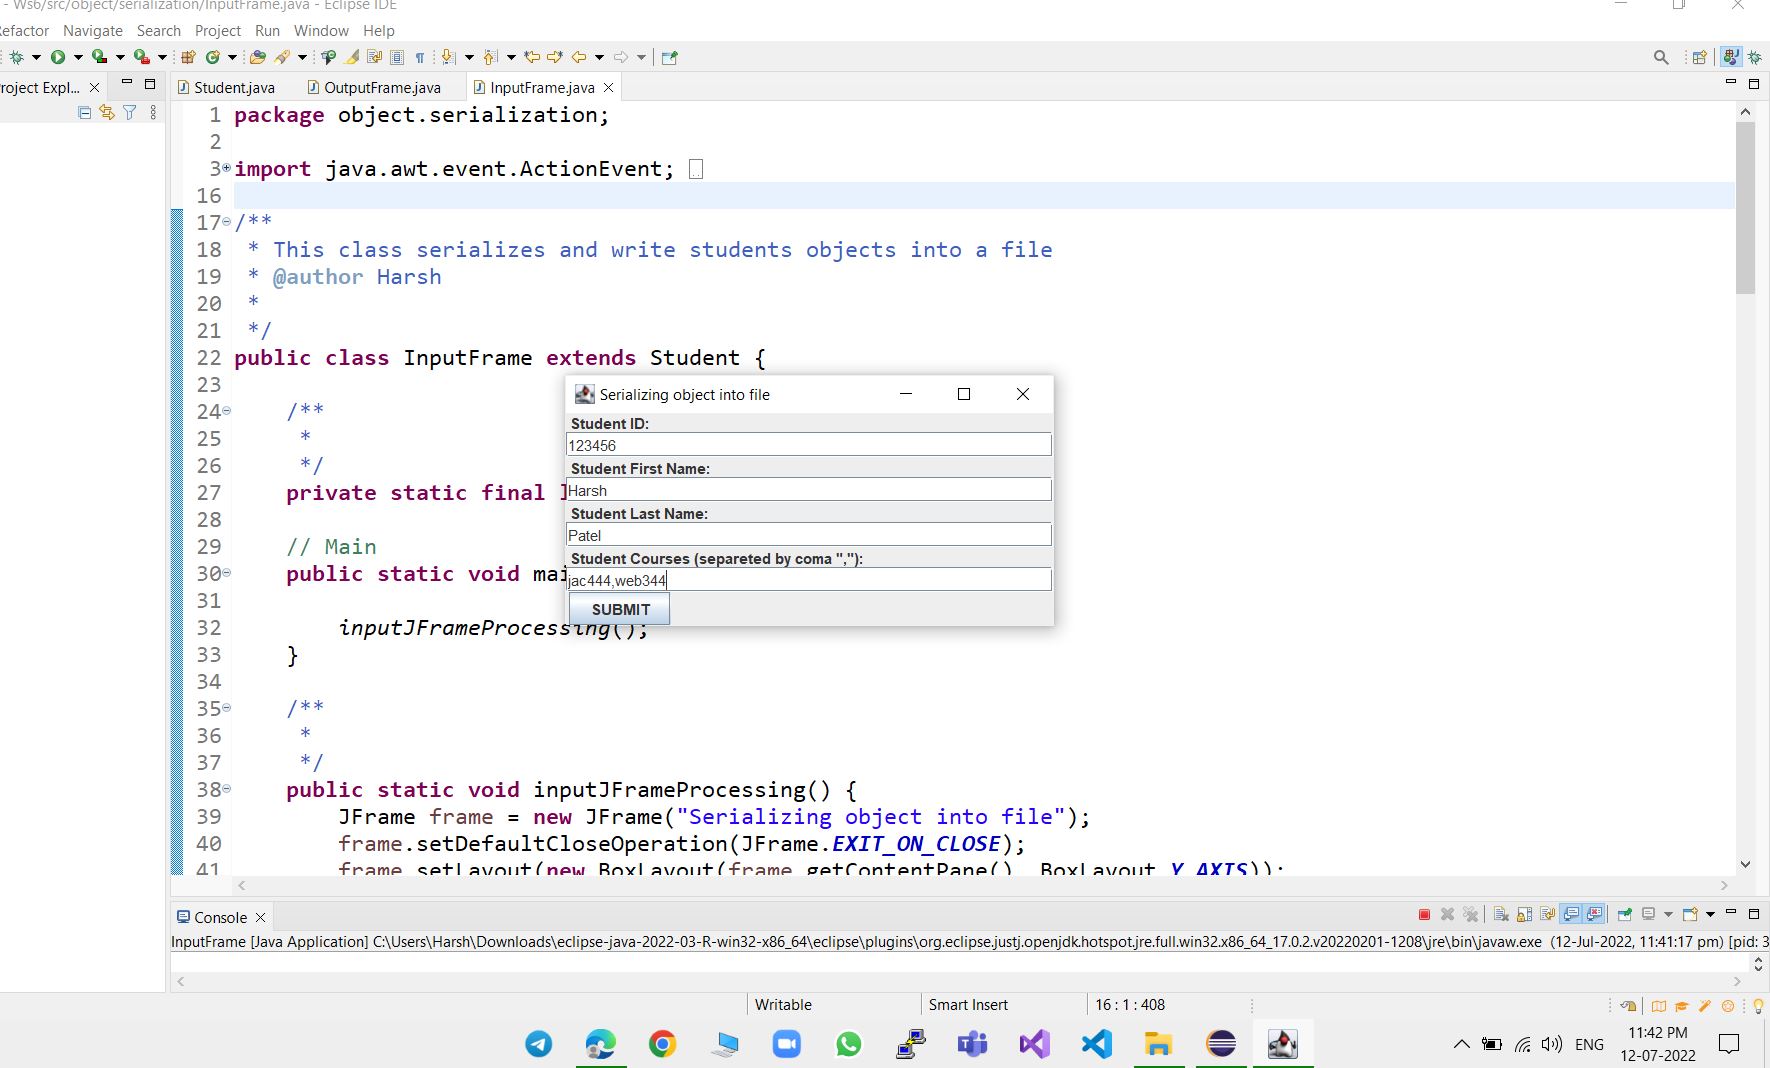 - Ws6/src/object/serialization/InputFrame.java - Eclipse IDE
efactor Navigate Search Project Run Window Help
roject Expl...
Student.java OutputFrame.java InputFrame.java
1 package object.serialization;
2
3 import java.awt.event.ActionEvent;
16
17 /**
18 * This class serializes and write students objects into a file
19 * @author Harsh
20 *
21 */
22 public class InputFrame extends Student {
23
24 /**
25 *
26 */
27 private static final
28
29 // Main
30 public static void mai
31
32 inputJFrameProcessing();
33 }
34
35 /**
36 *
37 */
38 public static void inputJFrameProcessing() {
39 JFrame frame = new JFrame("Serializing object into file");
40 frame.setDefaultCloseOperation(JFrame.EXIT_ON_CLOSE);
41 frame.setLayout(new BoxLayout(frame.getContentPane(), BoxLayout.Y_AXIS));
Serializing object into file
Student ID:
123456
Student First Name:
Harsh
Student Last Name:
Patel
Student Courses (separeted by coma ","):
jac444,web344
SUBMIT
Console
InputFrame [Java Application] C:\Users\Harsh\Downloads\eclipse-java-2022-03-R-win32-x86_64\eclipse\plugins\org.eclipse.justj.openjdk.hotspot.jre.full.win32.x86_64_17.0.2.v20220201-1208\jre\bin\javaw.exe (12-Jul-2022, 11:41:17 pm) [pid: 3
Writable Smart Insert 16 : 1 : 408
ENG
11:42 PM
12-07-2022